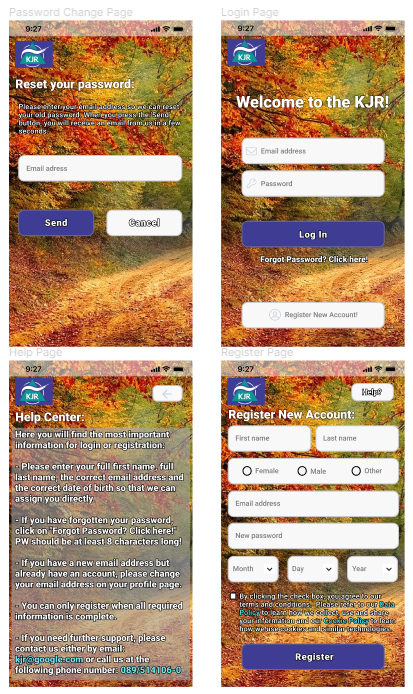 Password Change Page
9:27
KJR
Reset your password:
Please enter your email address so we can reset
your old password. When you press the Send
button, you will receive an email from us in a few
seconds.
Email adress
Send
Cancel
Login Page
9:27
KJR
Welcome to the KJR!
Email address
Password
Log In
Forgot Password? Click here!
Register New Account!
Help Page
9:27
KJR
Help Center:
Here you will find the most important
information for login or registration:
- Please enter your full first name, full
last name, the correct email address and
the correct date of birth so that we can
assign you directly.
- If you have forgotten your password,
click on "Forgot Password? Click here!"
PW should be at least 8 characters long!
- If you have a new email address but
already have an account, please change
your email address on your profile page.
- You can only register when all required
information is complete.
- If you need further support, please
contact us either by email:
kjr@google.com or call us at the
following phone number: 089/514106-0
Register Page
9:27
KJR
Help?
Register New Account:
First name
Last name
Female
Male
Other
Email address
New password
Month
Day
Year
By clicking the check box, you agree to our
terms and conditions. Please refer to our Data
Policy to learn how we collect, use and share
your information and our Cookie Policy to learn
how we use cookies and similar technologies.
Register